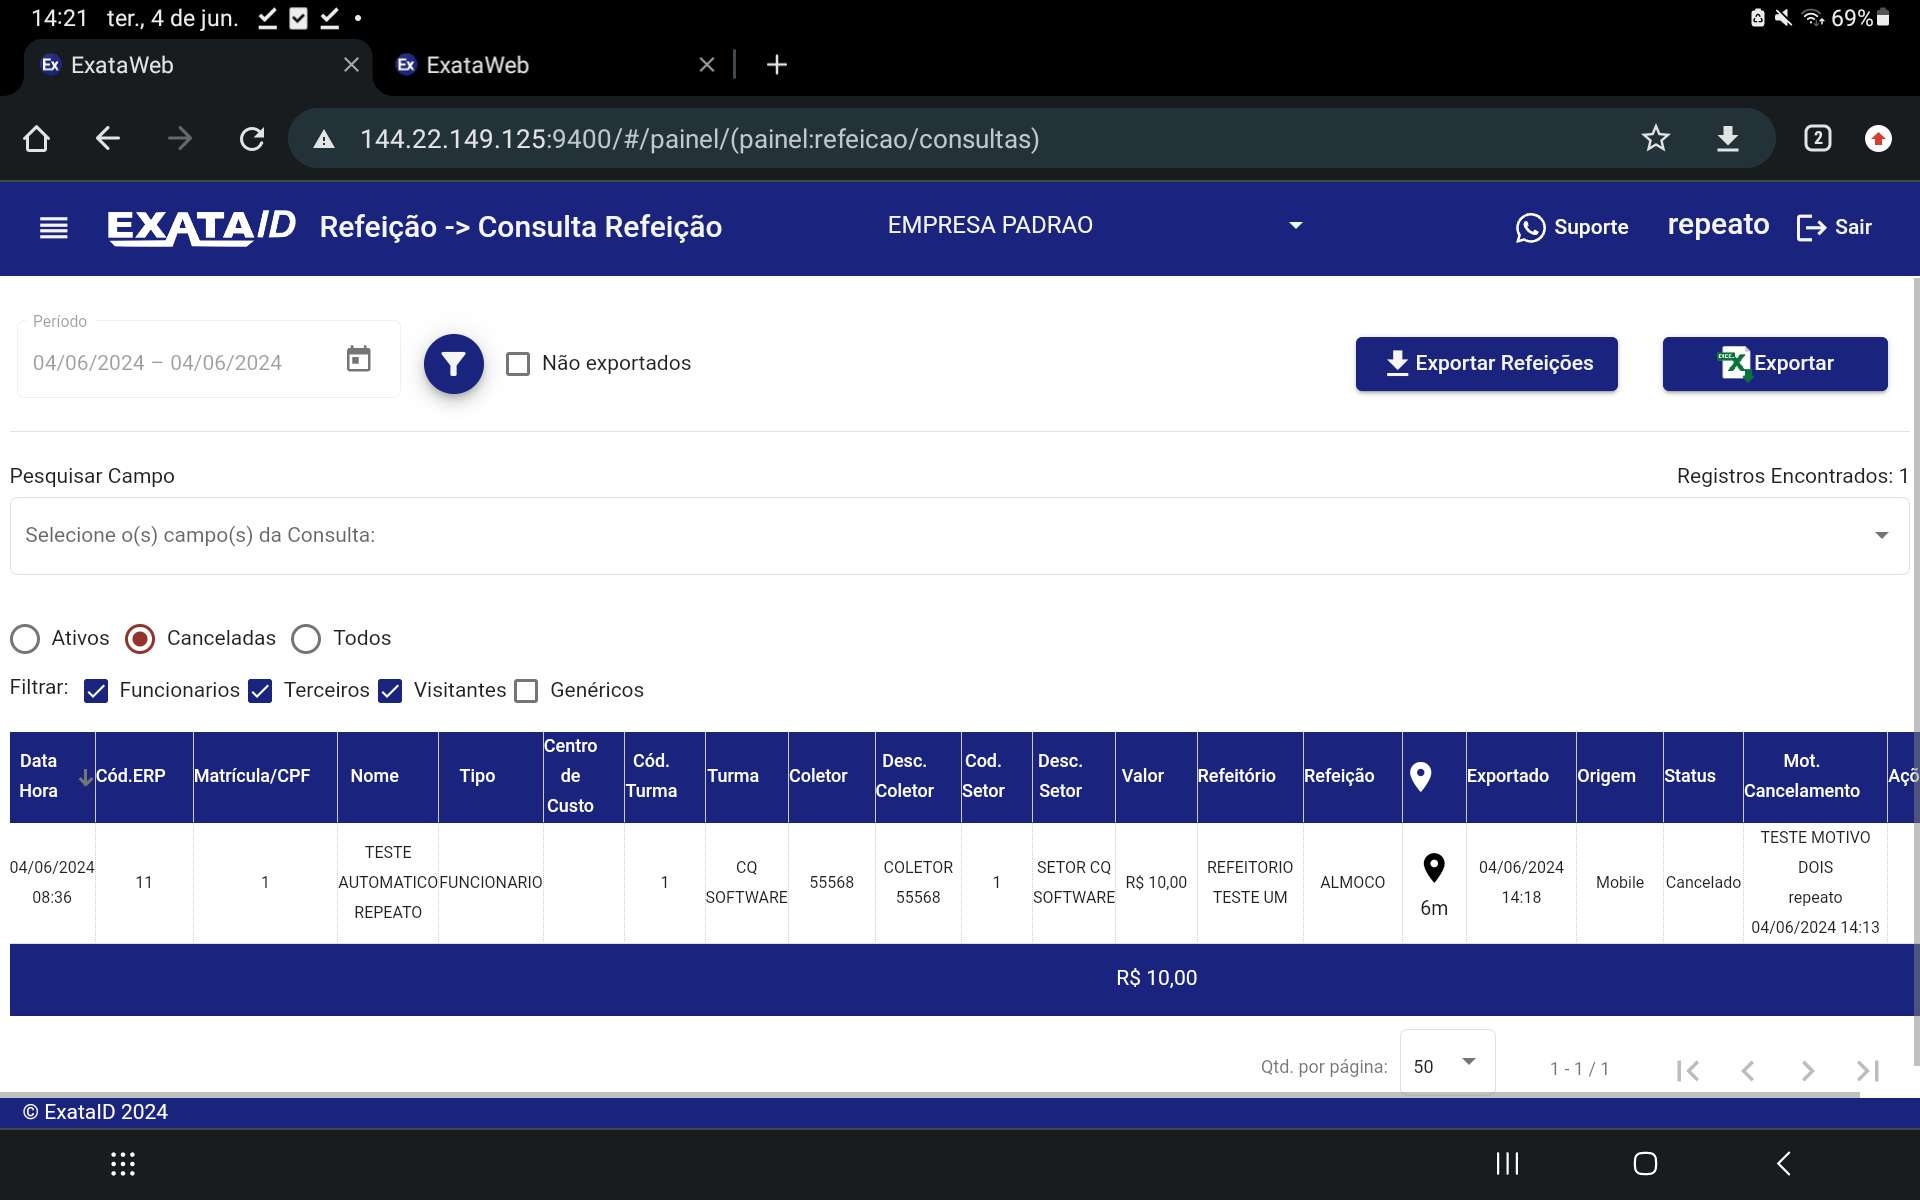 14:21 ter., 4 de jun. 69%
ExataWeb
ExataWeb
144.22.149.125:9400/#/painel/(painel:refeicao/consultas) 2
EXATAID Refeição -> Consulta Refeição EMPRESA PADRAO Suporte repeato Sair
Período
04/06/2024 – 04/06/2024 Não exportados Exportar Refeições Exportar
Pesquisar Campo Registros Encontrados: 1
Selecione o(s) campo(s) da Consulta:
Ativos Canceladas Todos
Filtrar: Funcionarios Terceiros Visitantes Genéricos
Data Hora Cód.ERP Matrícula/CPF Nome Tipo Centro de Custo Cód. Turma Turma Coletor Desc. Coletor Cod. Setor Desc. Setor Valor Refeitório Refeição Exportado Origem Status Mot. Cancelamento Açõ
04/06/2024 08:36 11 1 TESTE AUTOMATICO REPEATO FUNCIONARIO 1 CQ SOFTWARE 55568 COLETOR 55568 1 SETOR CQ SOFTWARE R$ 10,00 REFEITORIO TESTE UM ALMOCO 6m 04/06/2024 14:18 Mobile Cancelado TESTE MOTIVO DOIS repeato 04/06/2024 14:13
R$ 10,00
Qtd. por página: 50 1 - 1 / 1
© ExataID 2024